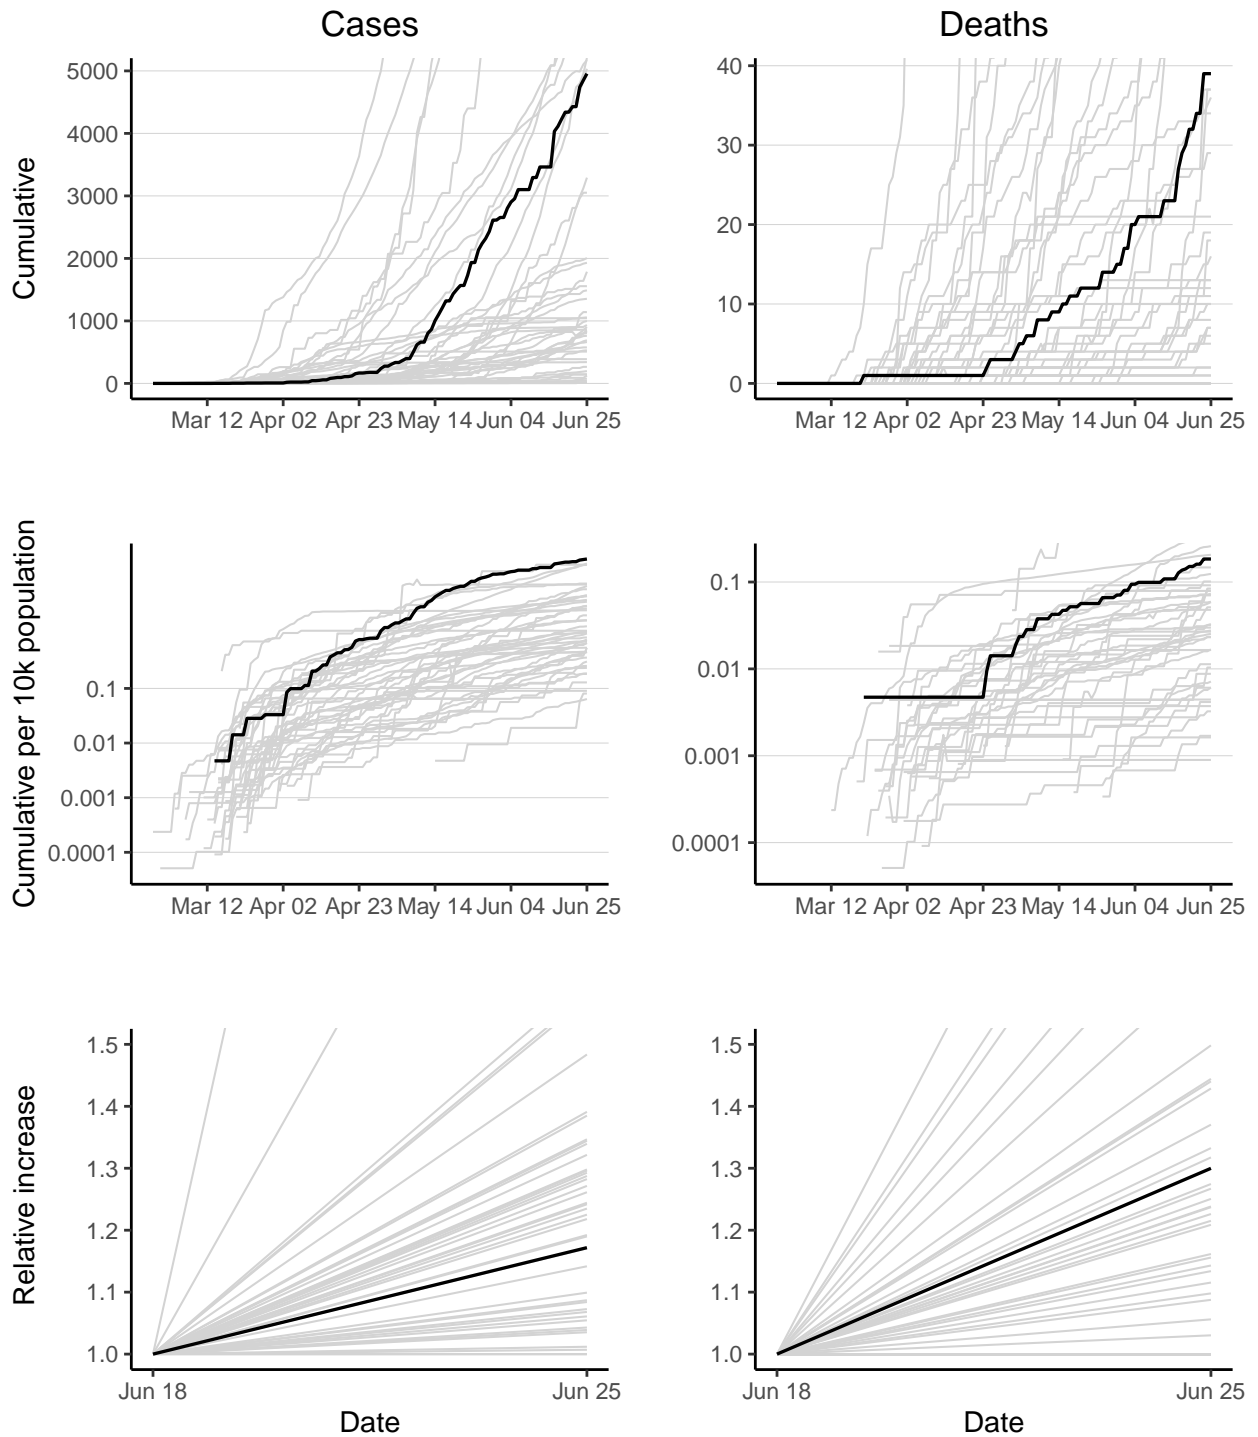 Cases
Deaths
Cumulative
5000
4000
3000
2000
1000
0
Mar 12 Apr 02 Apr 23 May 14 Jun 04 Jun 25
40
30
20
10
0
Mar 12 Apr 02 Apr 23 May 14 Jun 04 Jun 25
Cumulative per 10k population
0.1
0.01
0.001
0.0001
Mar 12 Apr 02 Apr 23 May 14 Jun 04 Jun 25
0.1
0.01
0.001
0.0001
Mar 12 Apr 02 Apr 23 May 14 Jun 04 Jun 25
Relative increase
1.5
1.4
1.3
1.2
1.1
1.0
Jun 18 Jun 25
Date
1.5
1.4
1.3
1.2
1.1
1.0
Jun 18 Jun 25
Date